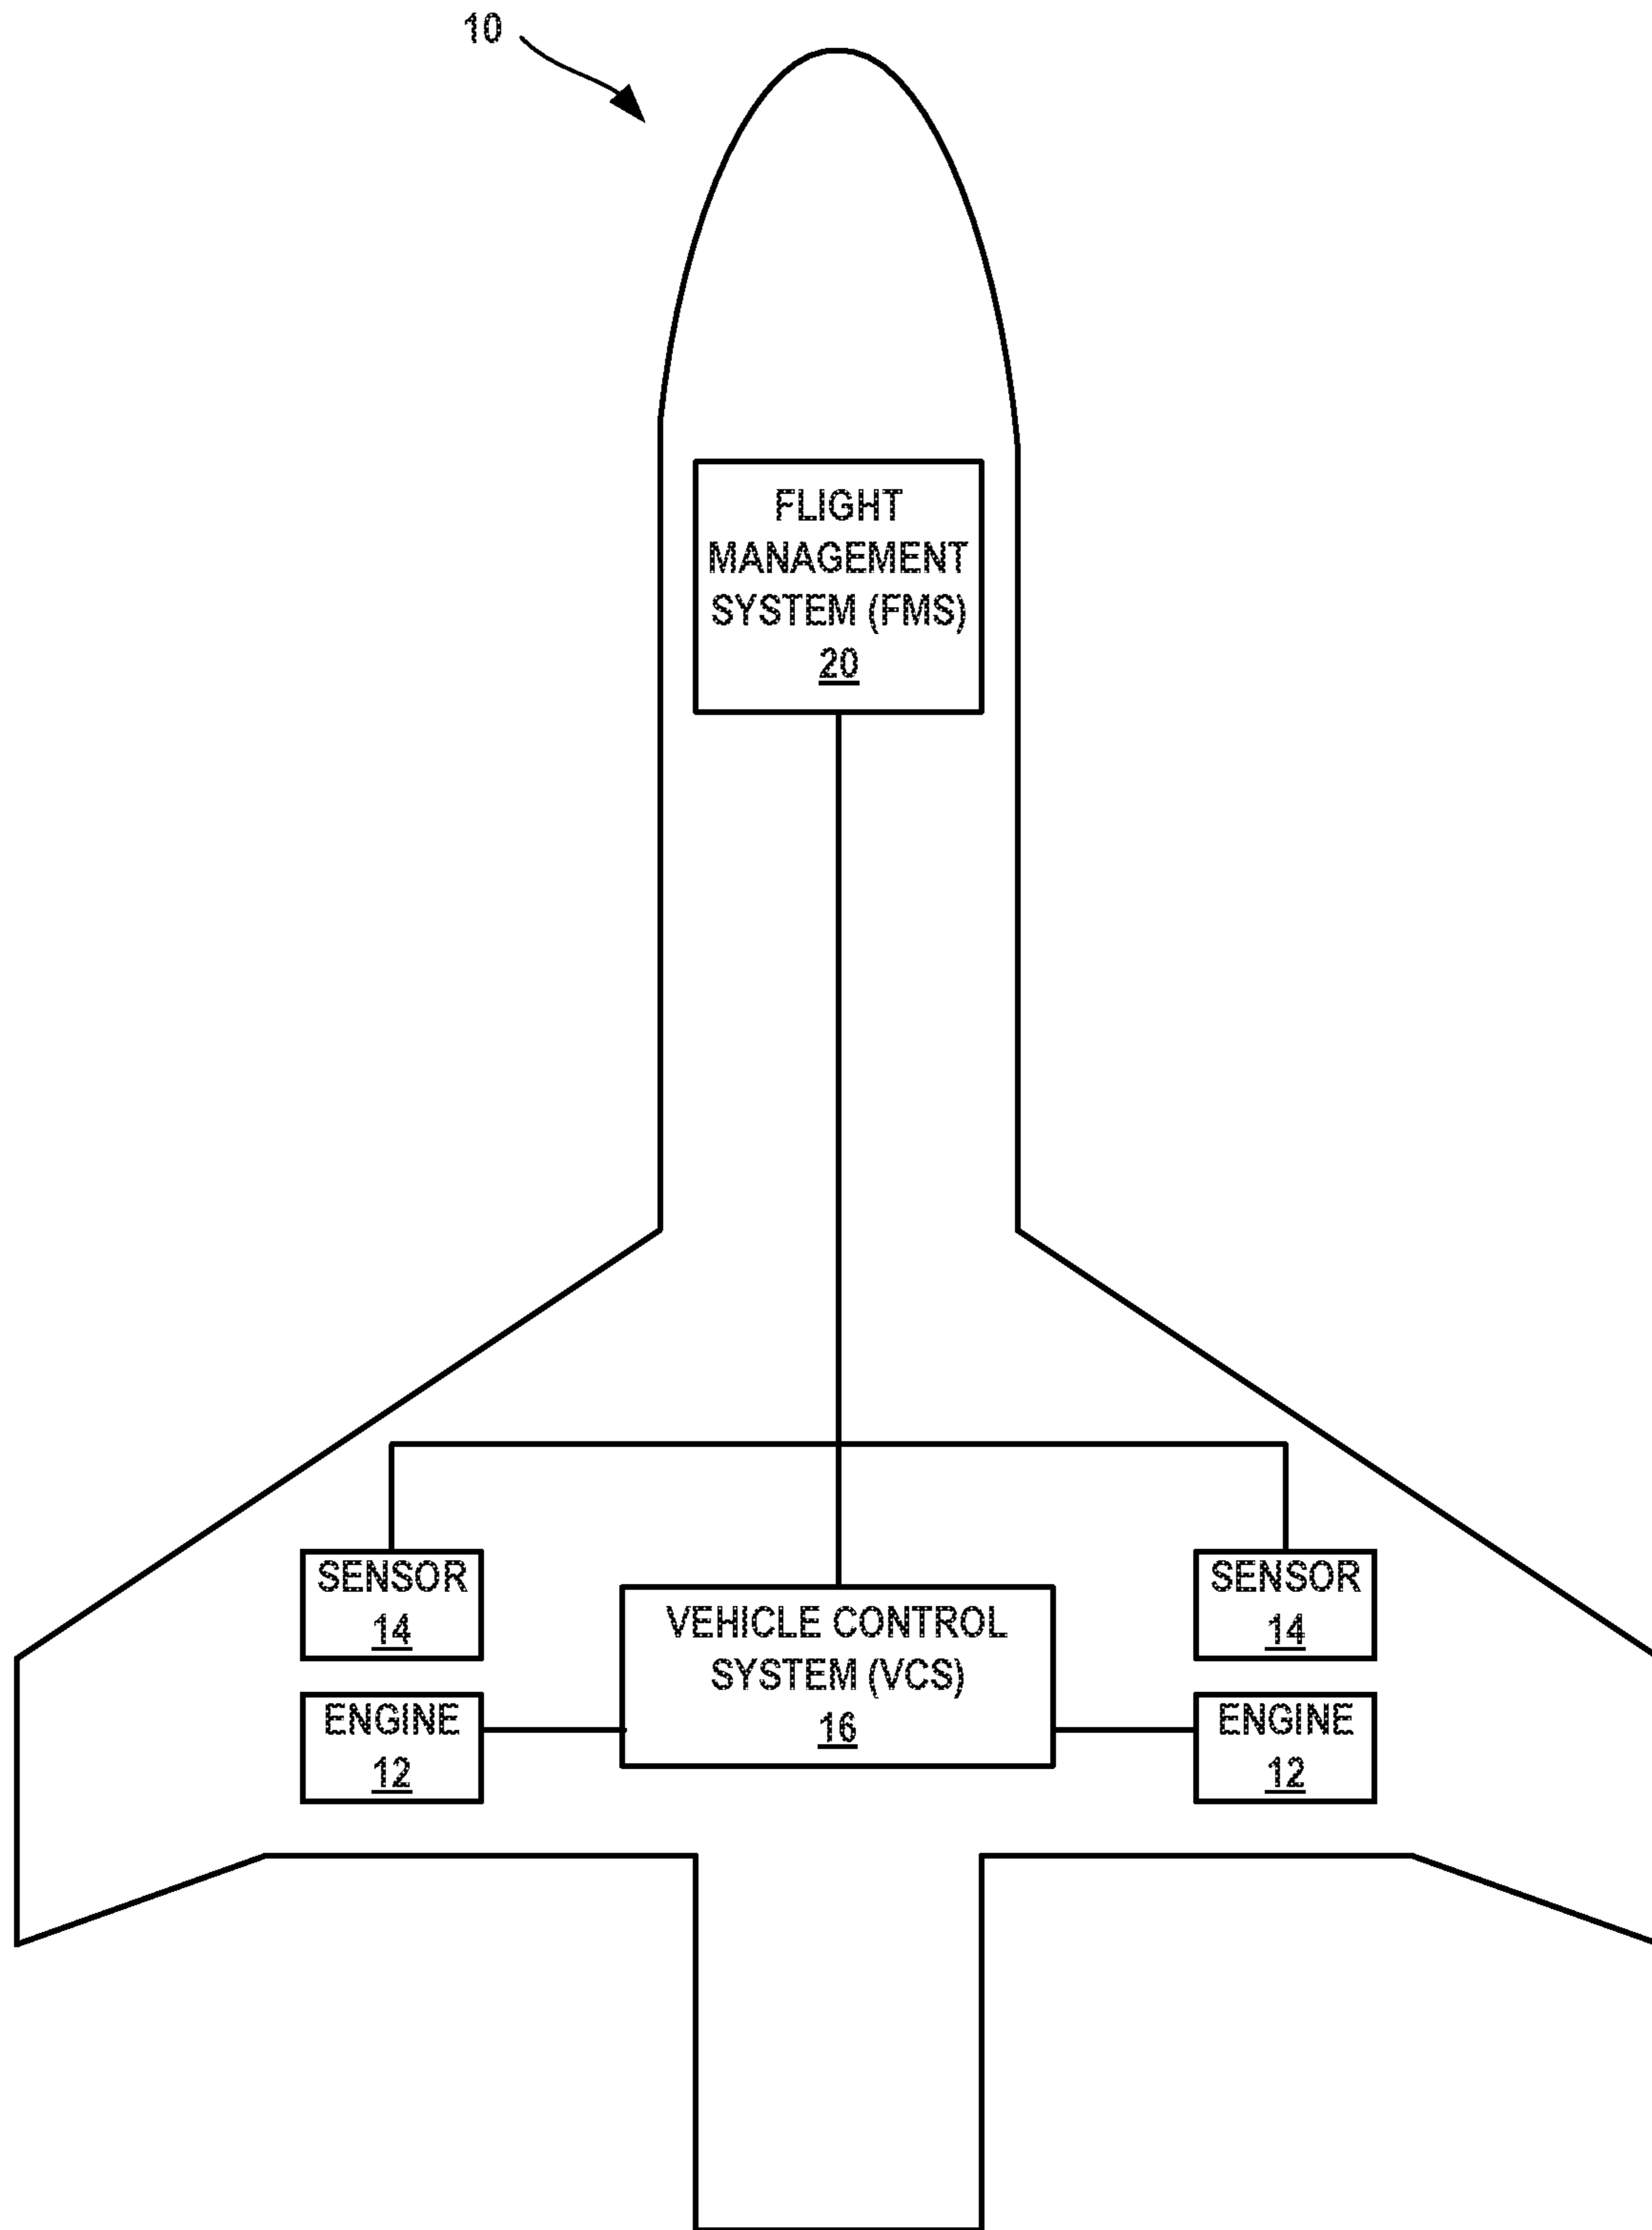 10
FLIGHT
MANAGEMENT
SYSTEM (FMS)
20
SENSOR
14
VEHICLE CONTROL
SYSTEM (VCS)
16
SENSOR
14
ENGINE
12
ENGINE
12